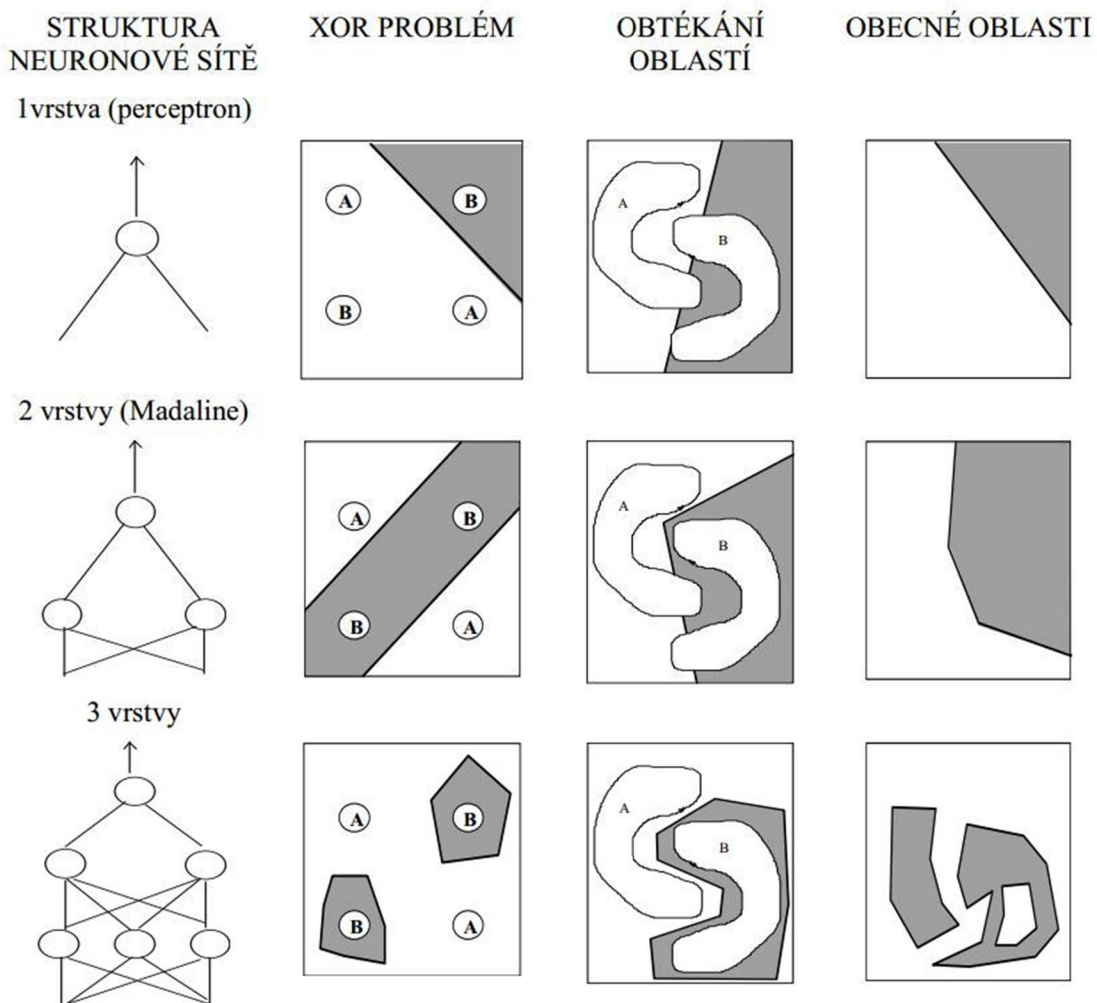 STRUKTURA
NEURONOVÉ SÍTĚ
XOR PROBLÉM
OBTÉKÁNÍ
OBLASTÍ
OBECNÉ OBLASTI
1vrstva (perceptron)
A
B
B
A
A
B
2 vrstvy (Madaline)
A
B
B
A
A
B
3 vrstvy
A
B
B
A
A
B